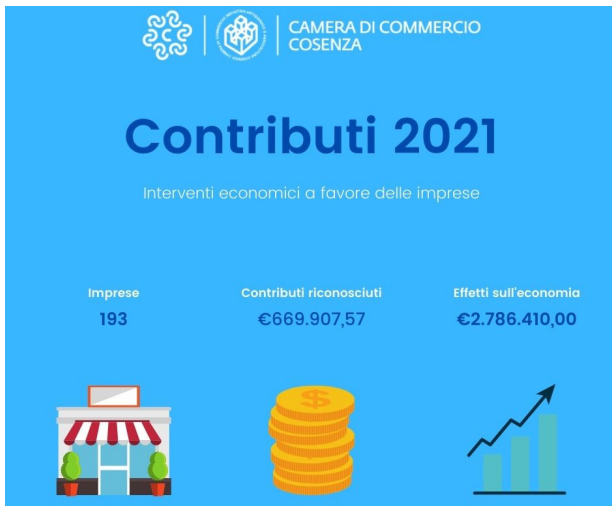 CAMERA DI COMMERCIO
COSENZA
Contributi 2021
Interventi economici a favore delle imprese
Imprese
193
Contributi riconosciuti
€669.907,57
Effetti sull'economia
€2.786.410,00